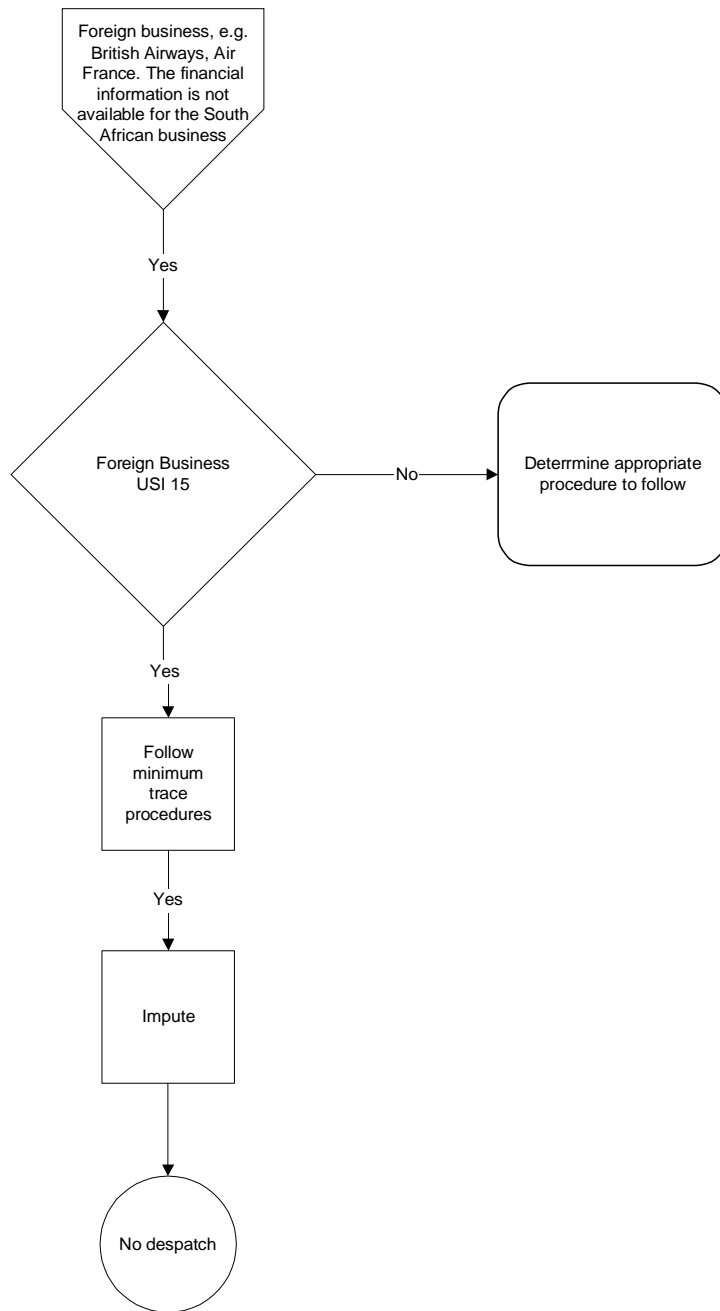 Foreign business, e.g.
British Airways, Air
France. The financial
information is not
available for the South
African business
Yes
Foreign Business
USI 15
No
Deterrmine appropriate
procedure to follow
Yes
Follow
minimum
trace
procedures
Yes
Impute
No despatch